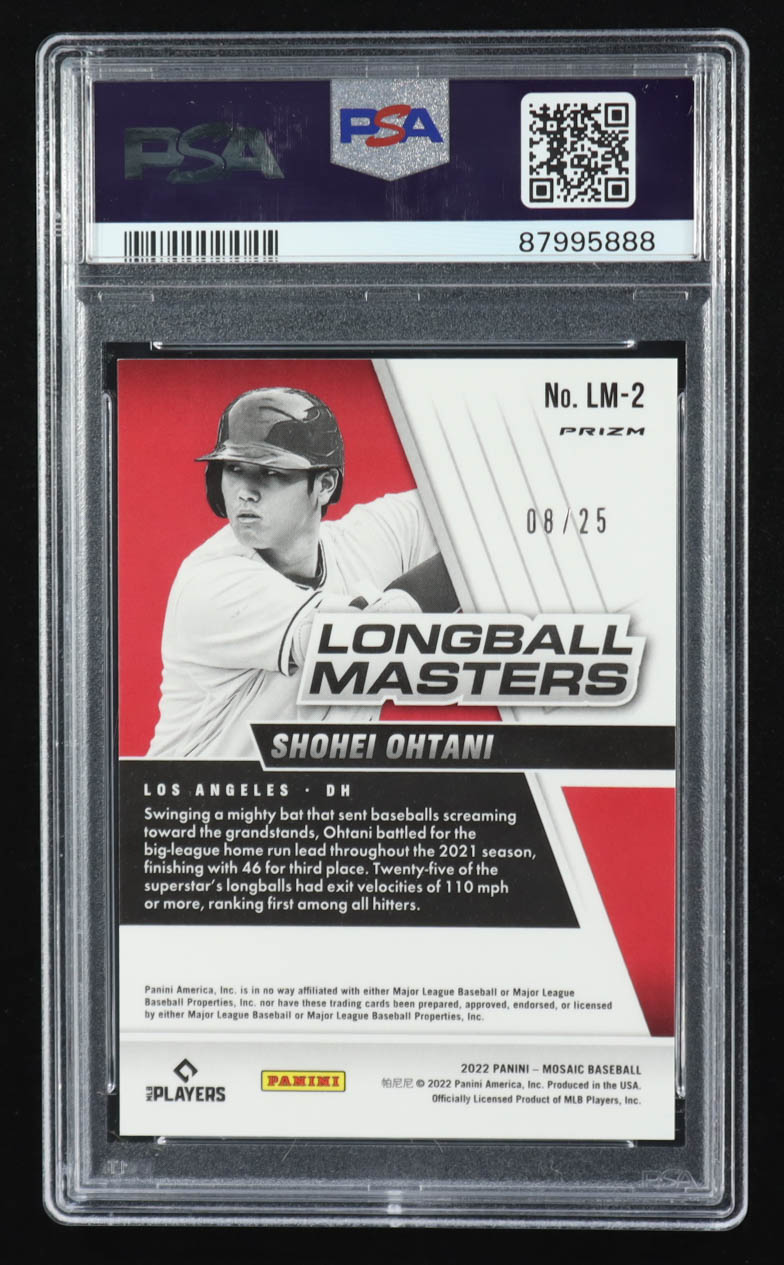 PSA
PSA
87995888
No. LM-2
PRIZM
08/25
LONGBALL
MASTERS
SHOHEI OHTANI
LOS ANGELES · DH
Swinging a mighty bat that sent baseballs screaming
toward the grandstands, Ohtani battled for the
big-league home run lead throughout the 2021 season,
finishing with 46 for third place. Twenty-five of the
superstar's longballs had exit velocities of 110 mph
or more, ranking first among all hitters.
Panini America, Inc. is in no way affiliated with either Major League Baseball or Major League
Baseball Properties, Inc. nor have these trading cards been prepared, approved, endorsed, or licensed
by either Major League Baseball or Major League Baseball Properties, Inc.
MLB PLAYERS
PANINI
2022 PANINI – MOSAIC BASEBALL
帕尼尼 © 2022 Panini America, Inc. Produced in the USA.
Officially Licensed Product of MLB Players, Inc.
PSA